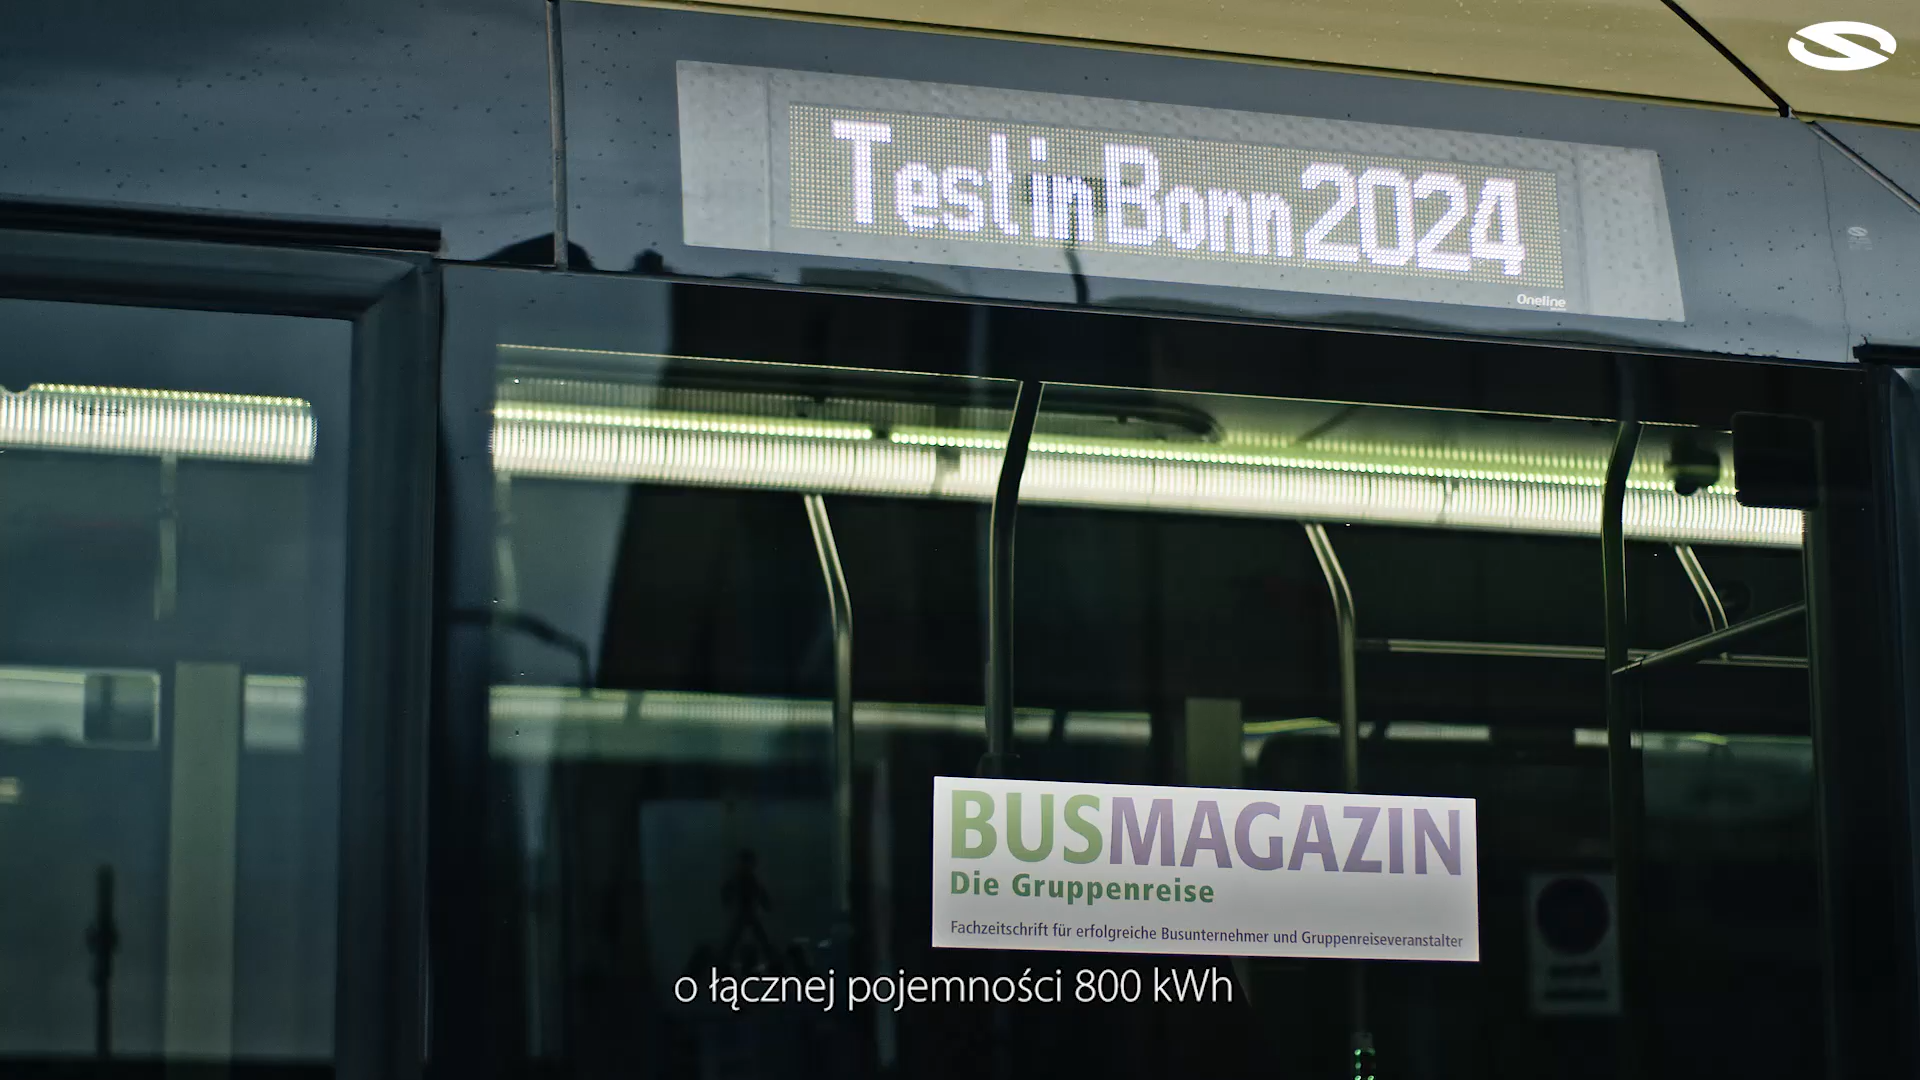 Test in Bonn 2024
Oneline
BUSMAGAZIN
Die Gruppenreise
Fachzeitschrift für erfolgreiche Busunternehmer und Gruppenreiseveranstalter
o łącznej pojemności 800 kWh